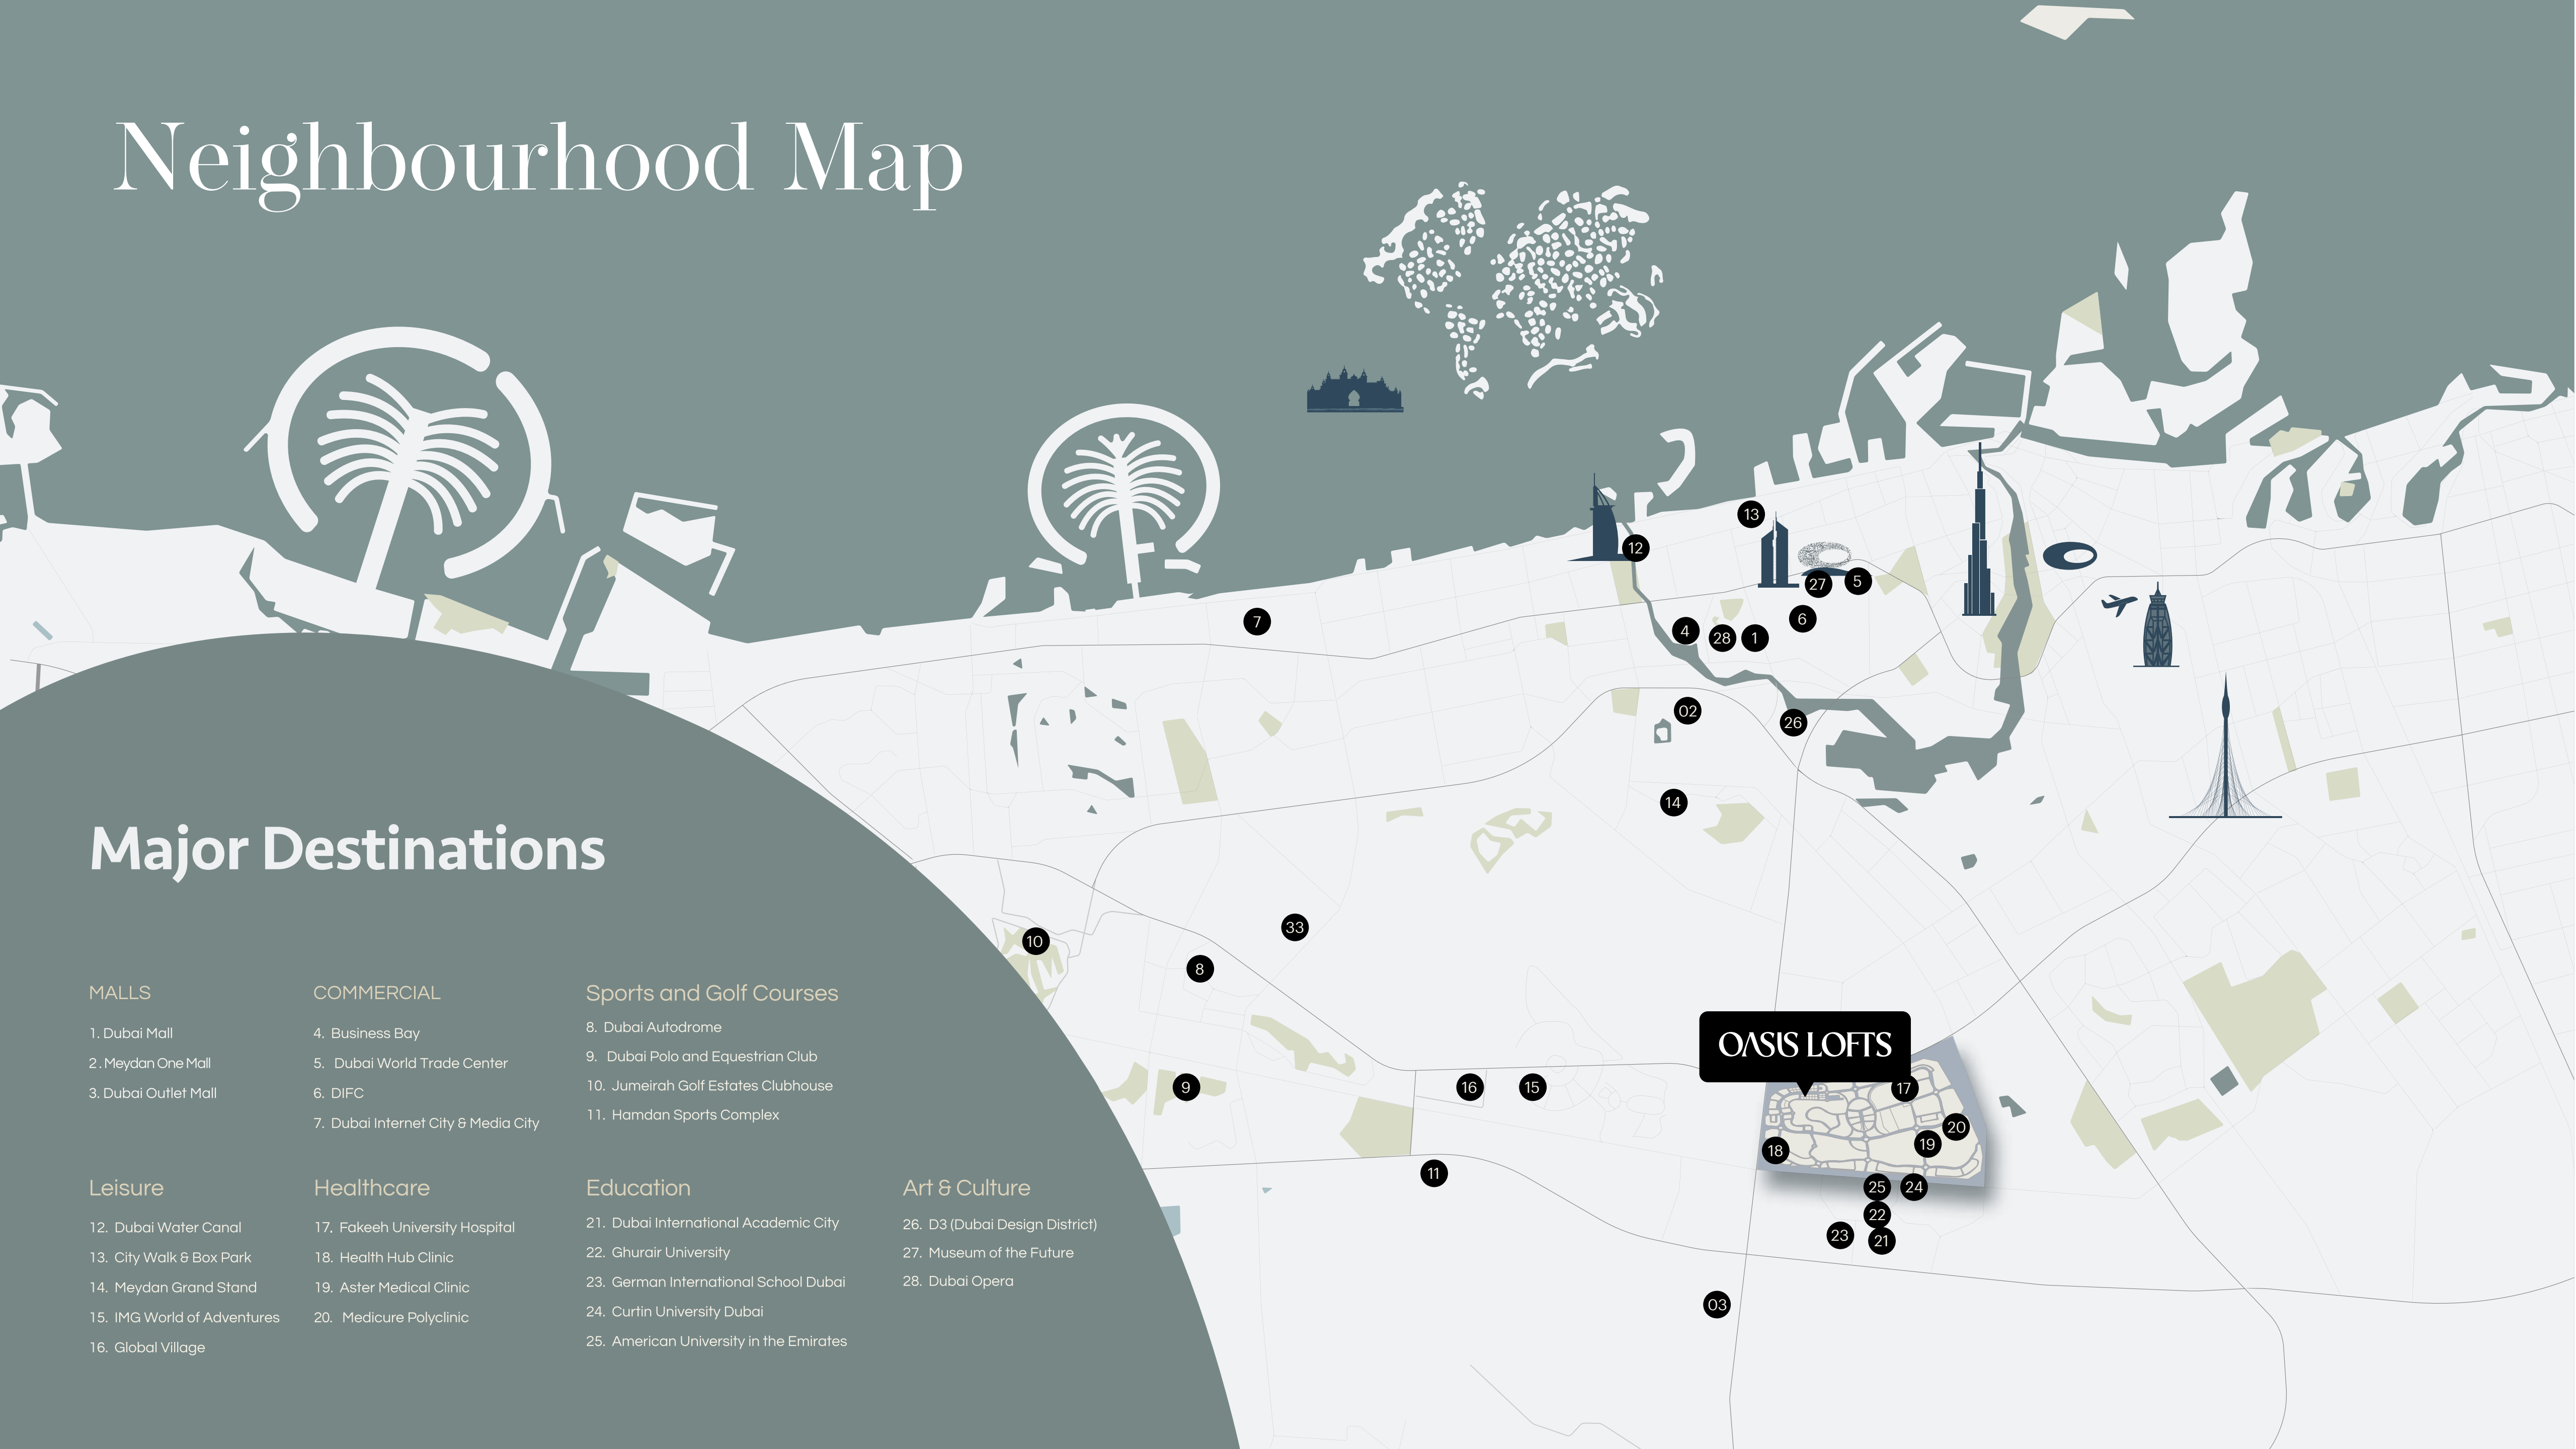 Neighbourhood Map
Major Destinations
MALLS
1. Dubai Mall
2. Meydan One Mall
3. Dubai Outlet Mall
COMMERCIAL
4. Business Bay
5. Dubai World Trade Center
6. DIFC
7. Dubai Internet City & Media City
Sports and Golf Courses
8. Dubai Autodrome
9. Dubai Polo and Equestrian Club
10. Jumeirah Golf Estates Clubhouse
11. Hamdan Sports Complex
Leisure
12. Dubai Water Canal
13. City Walk & Box Park
14. Meydan Grand Stand
15. IMG World of Adventures
16. Global Village
Healthcare
17. Fakeeh University Hospital
18. Health Hub Clinic
19. Aster Medical Clinic
20. Medicure Polyclinic
Education
21. Dubai International Academic City
22. Ghurair University
23. German International School Dubai
24. Curtin University Dubai
25. American University in the Emirates
Art & Culture
26. D3 (Dubai Design District)
27. Museum of the Future
28. Dubai Opera
13
12
27
5
7
4
28
1
6
02
26
14
33
10
8
OASIS LOFTS
9
16
15
17
20
19
18
11
25
24
22
23
21
03